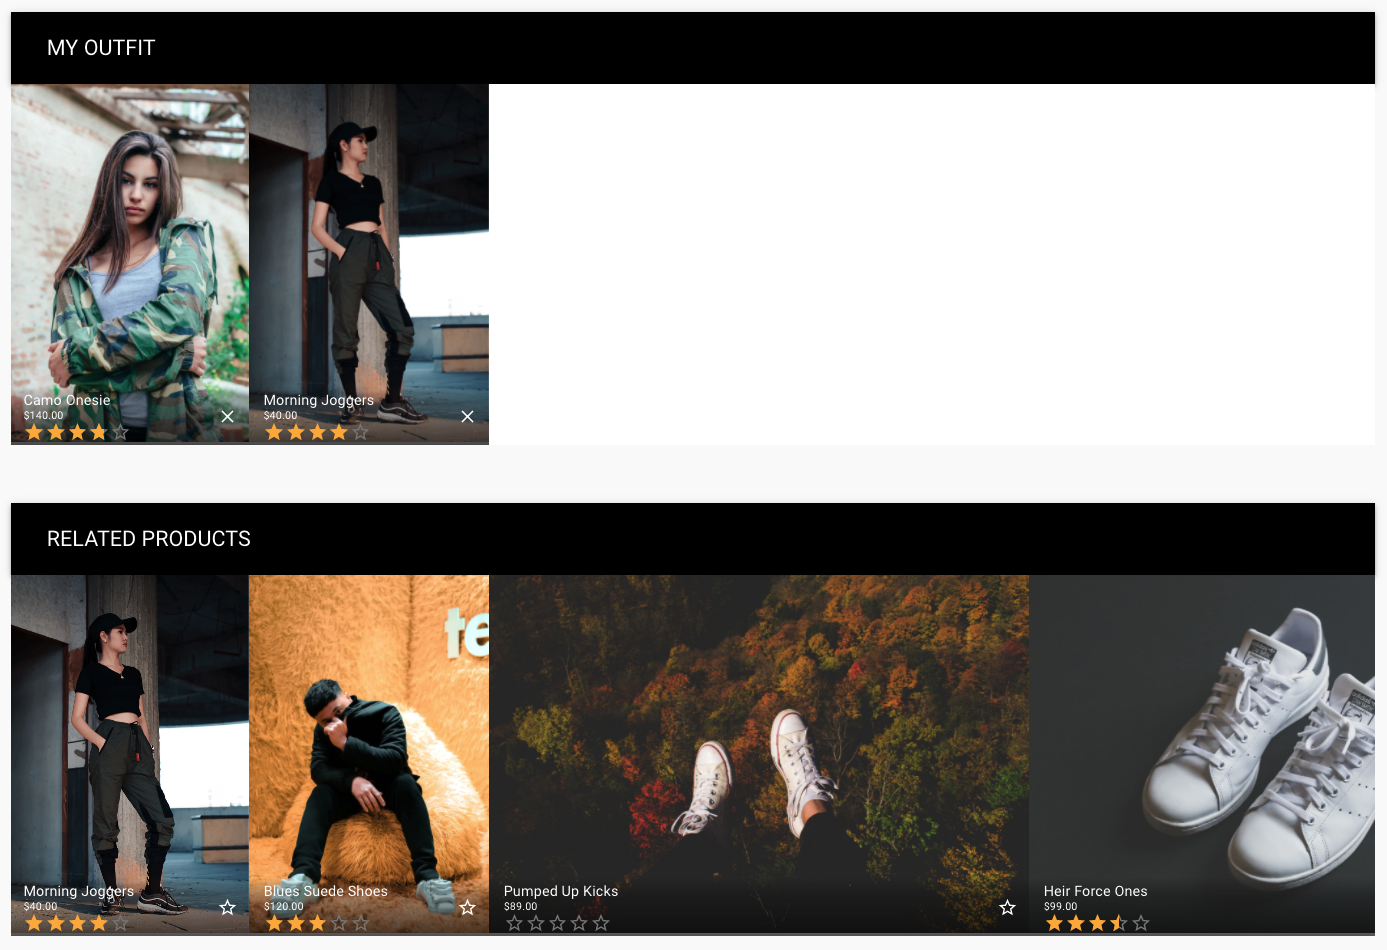 MY OUTFIT
Camo Onesie
$140.00
Morning Joggers
$40.00
RELATED PRODUCTS
te
Morning Joggers
$40.00
Blues Suede Shoes
$120.00
Pumped Up Kicks
$89.00
Heir Force Ones
$99.00